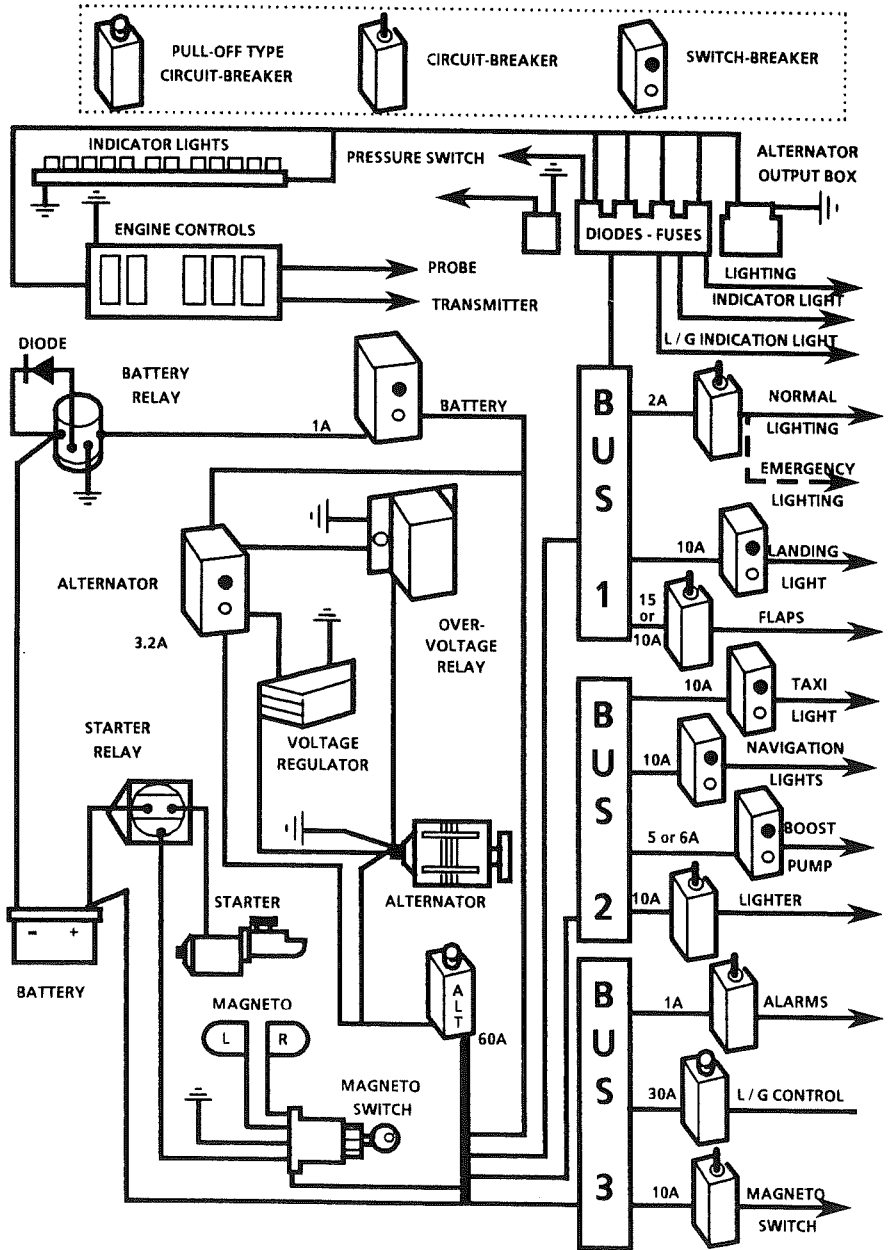 PULL-OFF TYPE
CIRCUIT-BREAKER
CIRCUIT-BREAKER
SWITCH-BREAKER
INDICATOR LIGHTS
PRESSURE SWITCH
ALTERNATOR
OUTPUT BOX
ENGINE CONTROLS
DIODES - FUSES
PROBE
TRANSMITTER
LIGHTING
INDICATOR LIGHT
L / G INDICATION LIGHT
DIODE
BATTERY
RELAY
1A
BATTERY
BUS 1
2A
NORMAL
LIGHTING
EMERGENCY
LIGHTING
10A
LANDING
LIGHT
15
or
10A
FLAPS
ALTERNATOR
3.2A
OVER-
VOLTAGE
RELAY
VOLTAGE
REGULATOR
STARTER
RELAY
BUS 2
10A
TAXI
LIGHT
10A
NAVIGATION
LIGHTS
5 or 6A
BOOST
PUMP
10A
LIGHTER
ALTERNATOR
STARTER
- +
BATTERY
MAGNETO
L R
ALT
60A
MAGNETO
SWITCH
BUS 3
1A
ALARMS
30A
L / G CONTROL
10A
MAGNETO
SWITCH